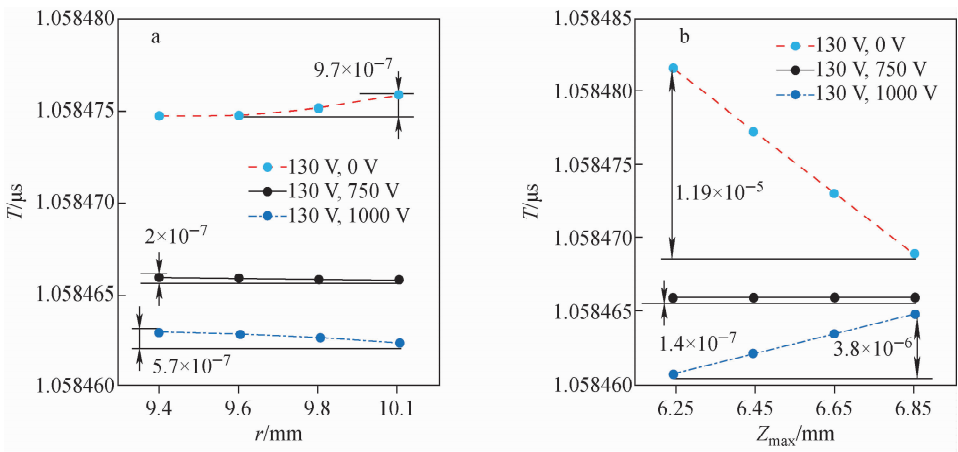 1.058480
1.058475
1.058470
1.058465
1.058460
T/μs
a
9.7×10⁻⁷
130 V, 0 V
130 V, 750 V
130 V, 1000 V
2×10⁻⁷
5.7×10⁻⁷
9.4 9.6 9.8 10.1
r/mm
1.058485
1.058480
1.058475
1.058470
1.058465
1.058460
T/μs
b
130 V, 0 V
130 V, 750 V
130 V, 1000 V
1.19×10⁻⁵
1.4×10⁻⁷
3.8×10⁻⁶
6.25 6.45 6.65 6.85
Zmax/mm